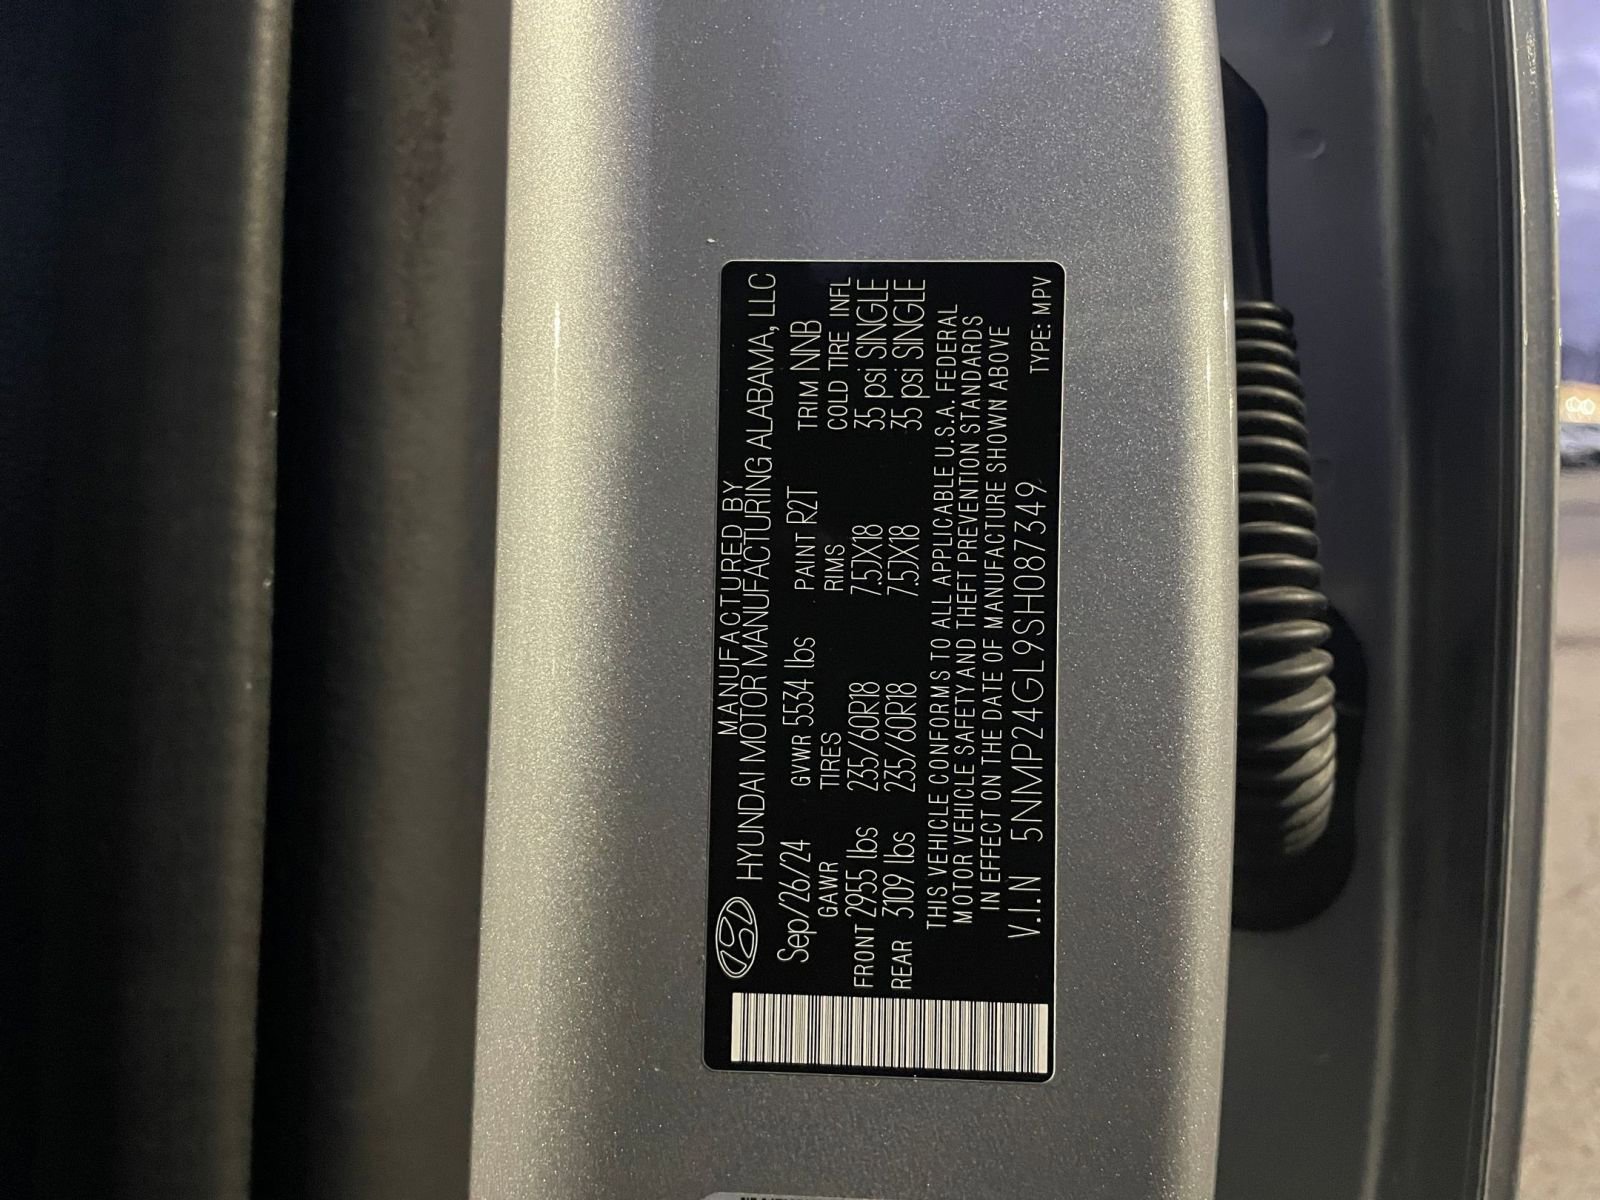 MANUFACTURED BY
HYUNDAI MOTOR MANUFACTURING ALABAMA, LLC
Sep/26/24 GVWR 5534 lbs PAINT R2T TRIM NNB
GAWR TIRES RIMS COLD TIRE INFL
FRONT 2955 lbs 235/60R18 7.5JX18 35 psi SINGLE
REAR 3109 lbs 235/60R18 7.5JX18 35 psi SINGLE
THIS VEHICLE CONFORMS TO ALL APPLICABLE U.S.A. FEDERAL
MOTOR VEHICLE SAFETY AND THEFT PREVENTION STANDARDS
IN EFFECT ON THE DATE OF MANUFACTURE SHOWN ABOVE
V.I.N 5NMP24GL9SH087349 TYPE: MPV